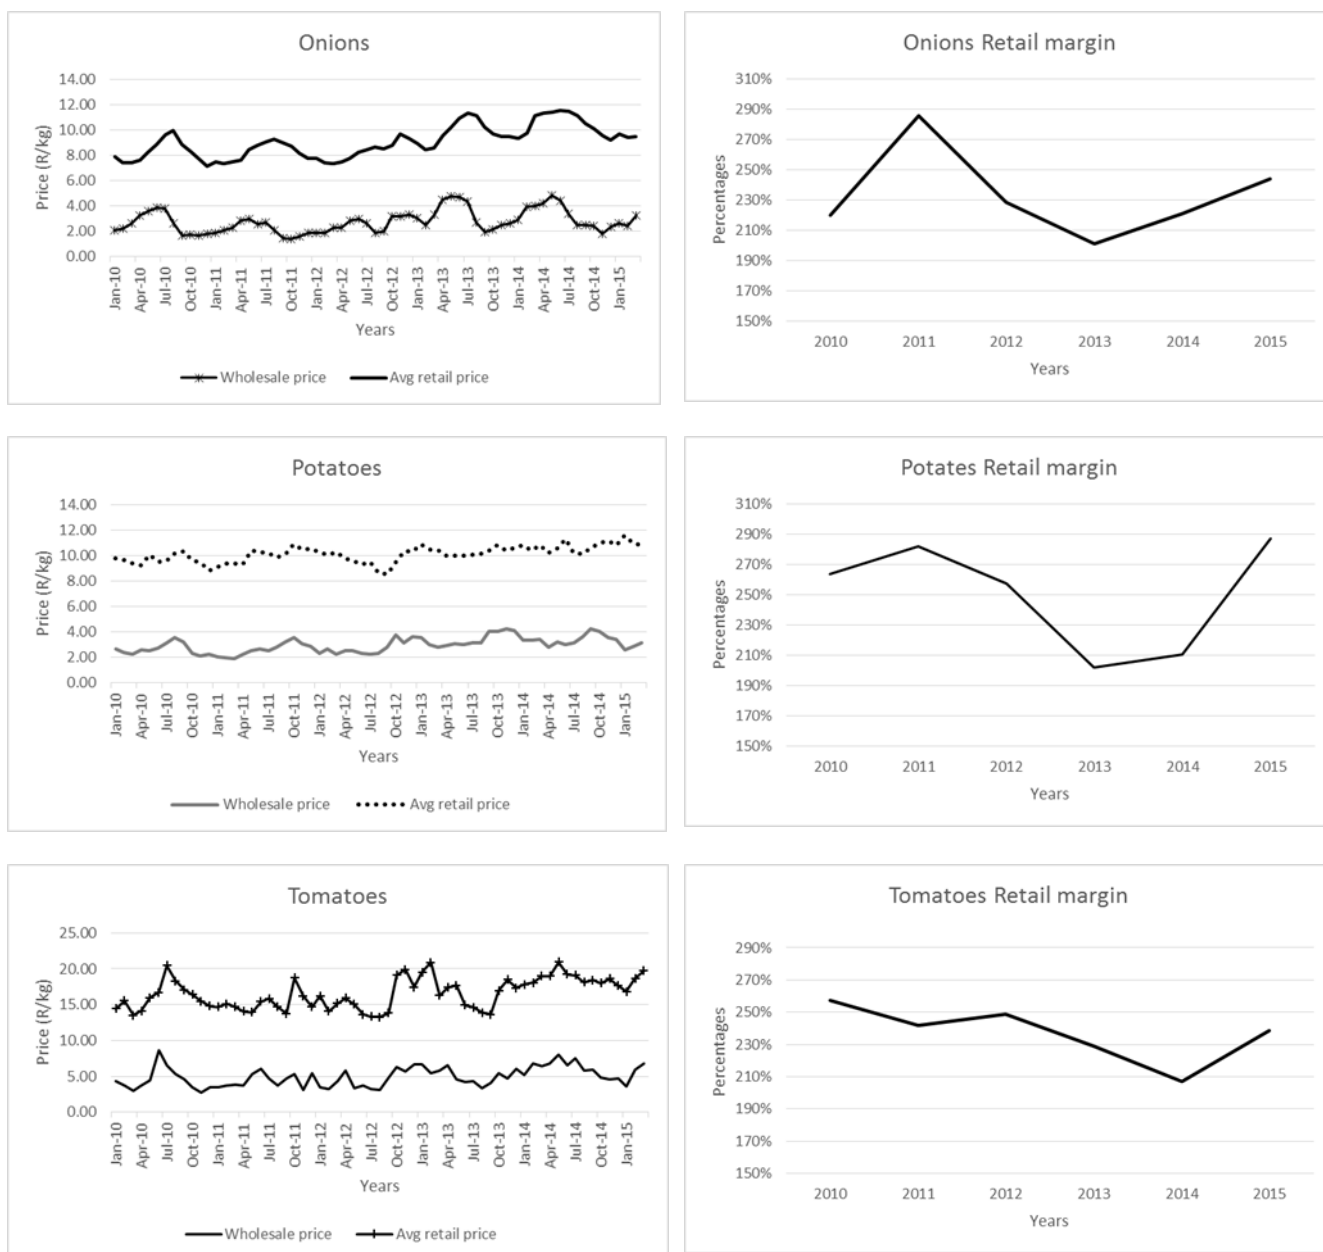 Onions
Price (R/kg)
14.00
12.00
10.00
8.00
6.00
4.00
2.00
0.00
Jan-10 Apr-10 Jul-10 Oct-10 Jan-11 Apr-11 Jul-11 Oct-11 Jan-12 Apr-12 Jul-12 Oct-12 Jan-13 Apr-13 Jul-13 Oct-13 Jan-14 Apr-14 Jul-14 Oct-14 Jan-15
Years
Wholesale price Avg retail price
Onions Retail margin
Percentages
310%
290%
270%
250%
230%
210%
190%
170%
150%
2010 2011 2012 2013 2014 2015
Years
Potatoes
Price (R/kg)
14.00
12.00
10.00
8.00
6.00
4.00
2.00
0.00
Jan-10 Apr-10 Jul-10 Oct-10 Jan-11 Apr-11 Jul-11 Oct-11 Jan-12 Apr-12 Jul-12 Oct-12 Jan-13 Apr-13 Jul-13 Oct-13 Jan-14 Apr-14 Jul-14 Oct-14 Jan-15
Years
Wholesale price Avg retail price
Potates Retail margin
Percentages
310%
290%
270%
250%
230%
210%
190%
170%
150%
2010 2011 2012 2013 2014 2015
Years
Tomatoes
Price (R/kg)
25.00
20.00
15.00
10.00
5.00
0.00
Jan-10 Apr-10 Jul-10 Oct-10 Jan-11 Apr-11 Jul-11 Oct-11 Jan-12 Apr-12 Jul-12 Oct-12 Jan-13 Apr-13 Jul-13 Oct-13 Jan-14 Apr-14 Jul-14 Oct-14 Jan-15
Years
Wholesale price Avg retail price
Tomatoes Retail margin
Percentages
290%
270%
250%
230%
210%
190%
170%
150%
2010 2011 2012 2013 2014 2015
Years